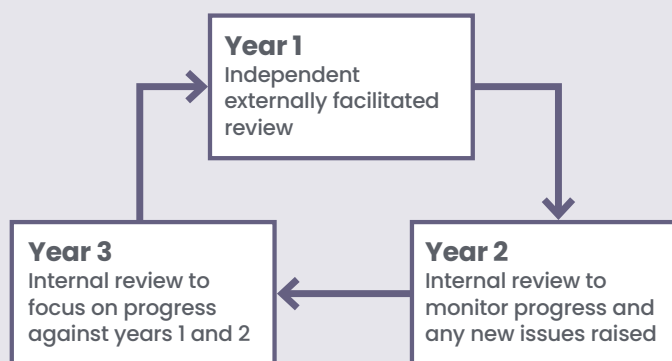 Year 1
Independent
externally facilitated
review
Year 2
Internal review to
monitor progress and
any new issues raised
Year 3
Internal review to
focus on progress
against years 1 and 2